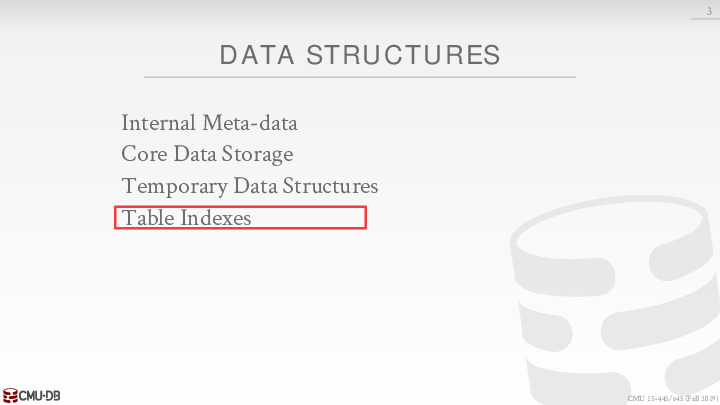 3
DATA STRUCTURES
Internal Meta-data
Core Data Storage
Temporary Data Structures
Table Indexes
CMU·DB
CMU 15-445/645 (Fall 2019)